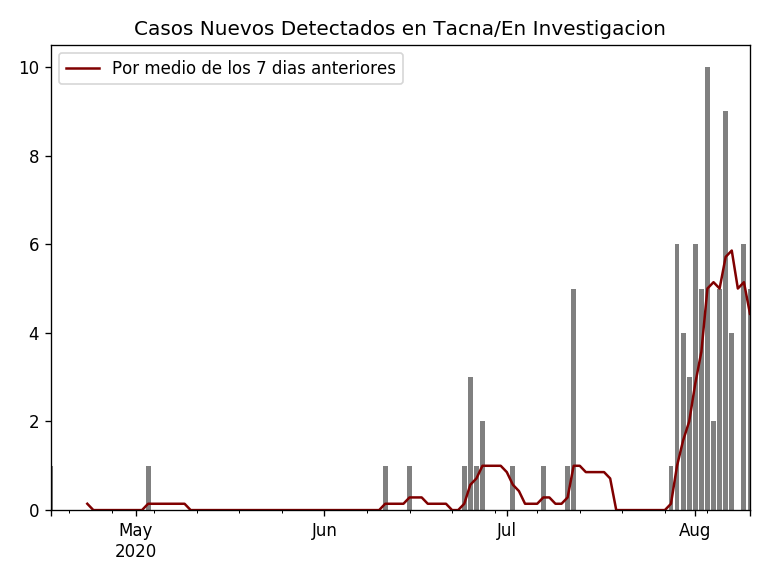 Casos Nuevos Detectados en Tacna/En Investigacion
Por medio de los 7 dias anteriores
10
8
6
4
2
0
May
2020
Jun
Jul
Aug